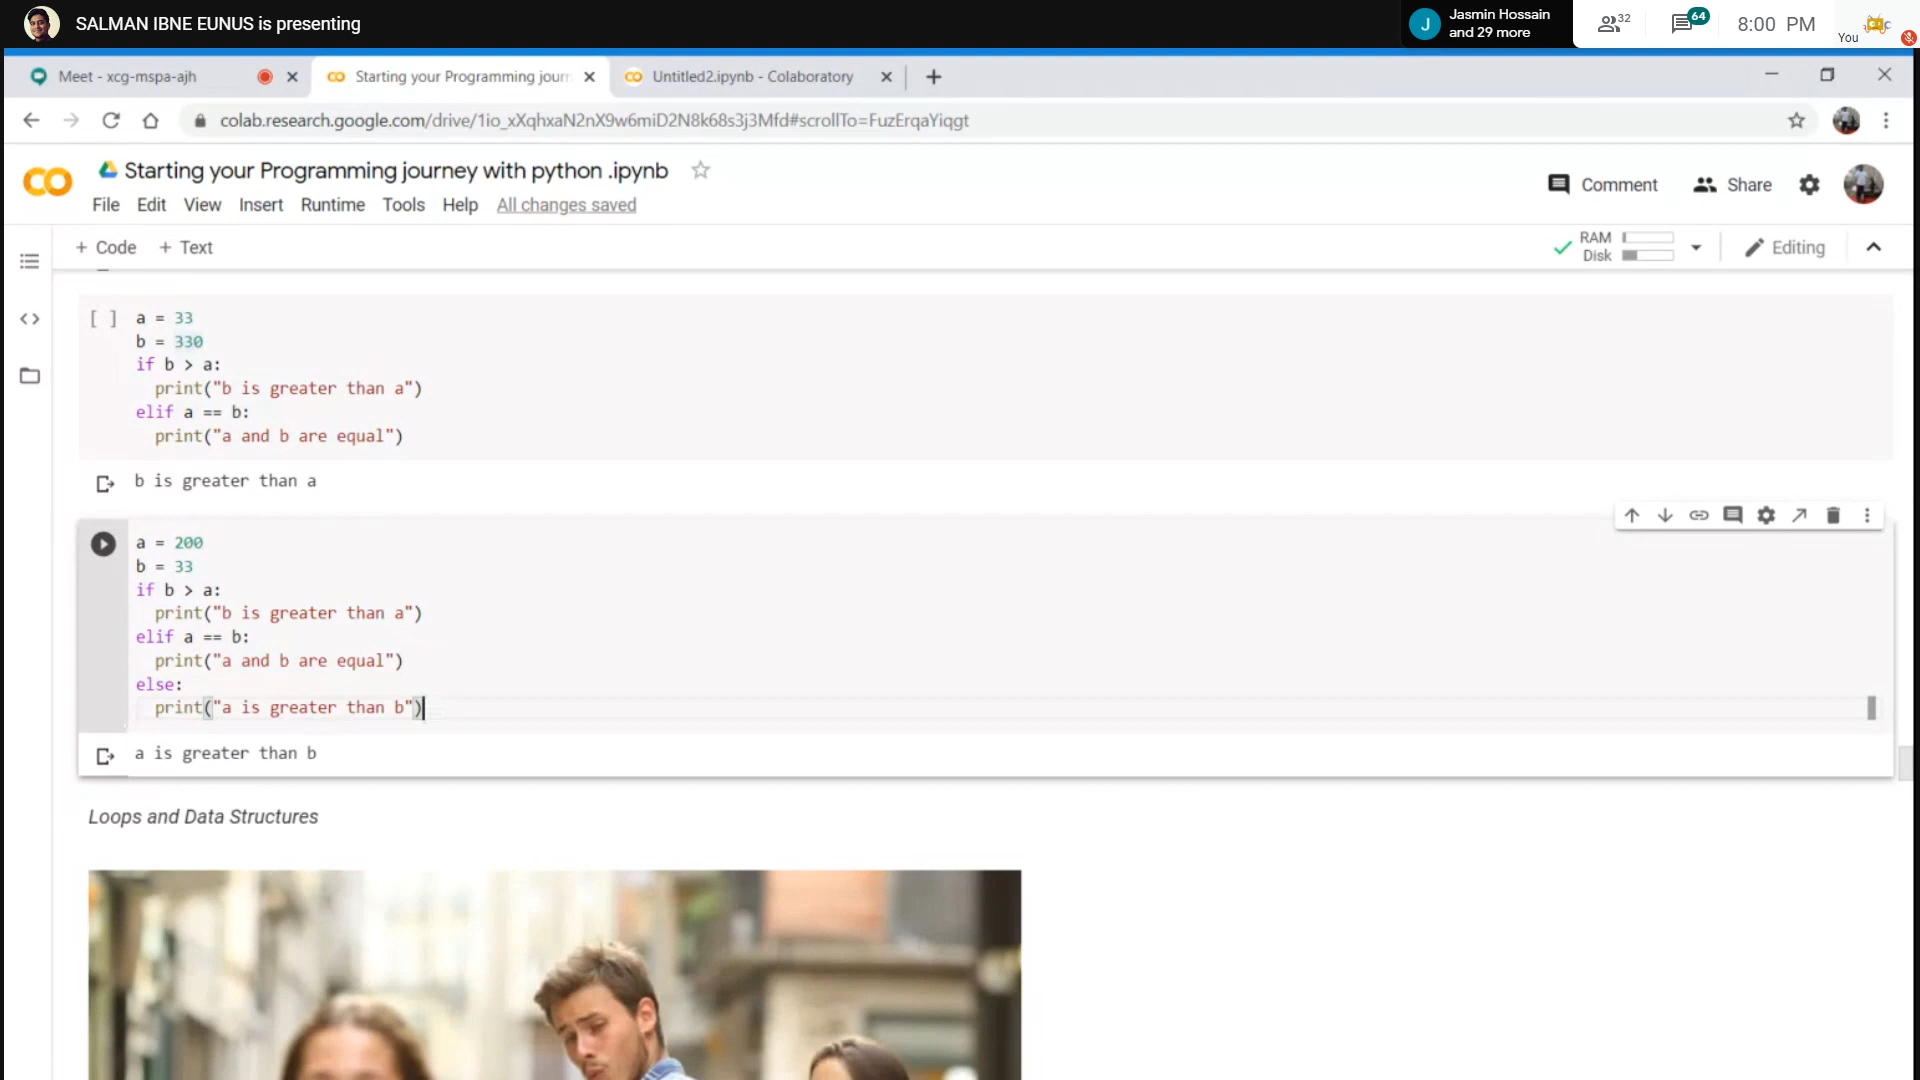 SALMAN IBNE EUNUS is presenting
J
Jasmin Hossain
and 29 more
32
64
8:00 PM
You
Meet - xcg-mspa-ajh
Starting your Programming journ
Untitled2.ipynb - Colaboratory
colab.research.google.com/drive/1io_xXqhxaN2nX9w6miD2N8k68s3j3Mfd#scrollTo=FuzErqaYiqgt
Starting your Programming journey with python .ipynb
Comment
Share
File Edit View Insert Runtime Tools Help All changes saved
+ Code + Text
RAM
Disk
Editing
[ ] a = 33
b = 330
if b > a:
print("b is greater than a")
elif a == b:
print("a and b are equal")
b is greater than a
a = 200
b = 33
if b > a:
print("b is greater than a")
elif a == b:
print("a and b are equal")
else:
print("a is greater than b")
a is greater than b
Loops and Data Structures